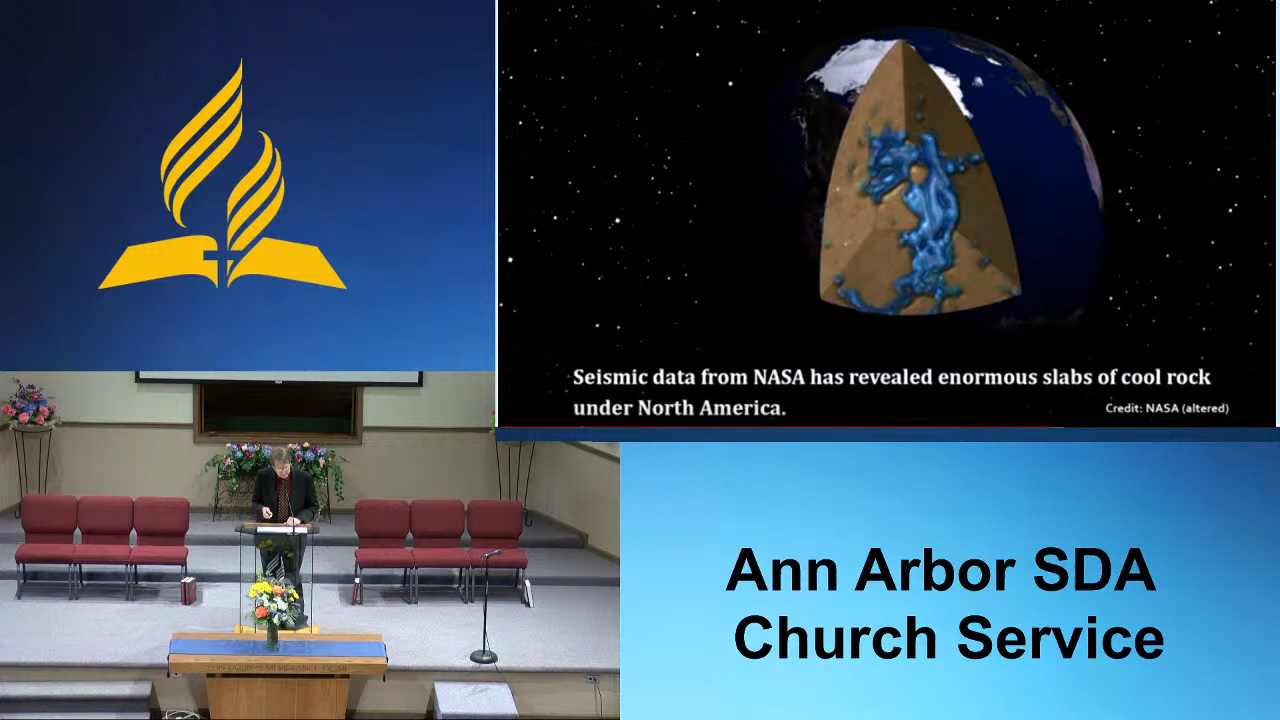 Seismic data from NASA has revealed enormous slabs of cool rock
under North America.
Credit: NASA (altered)
Ann Arbor SDA
Church Service